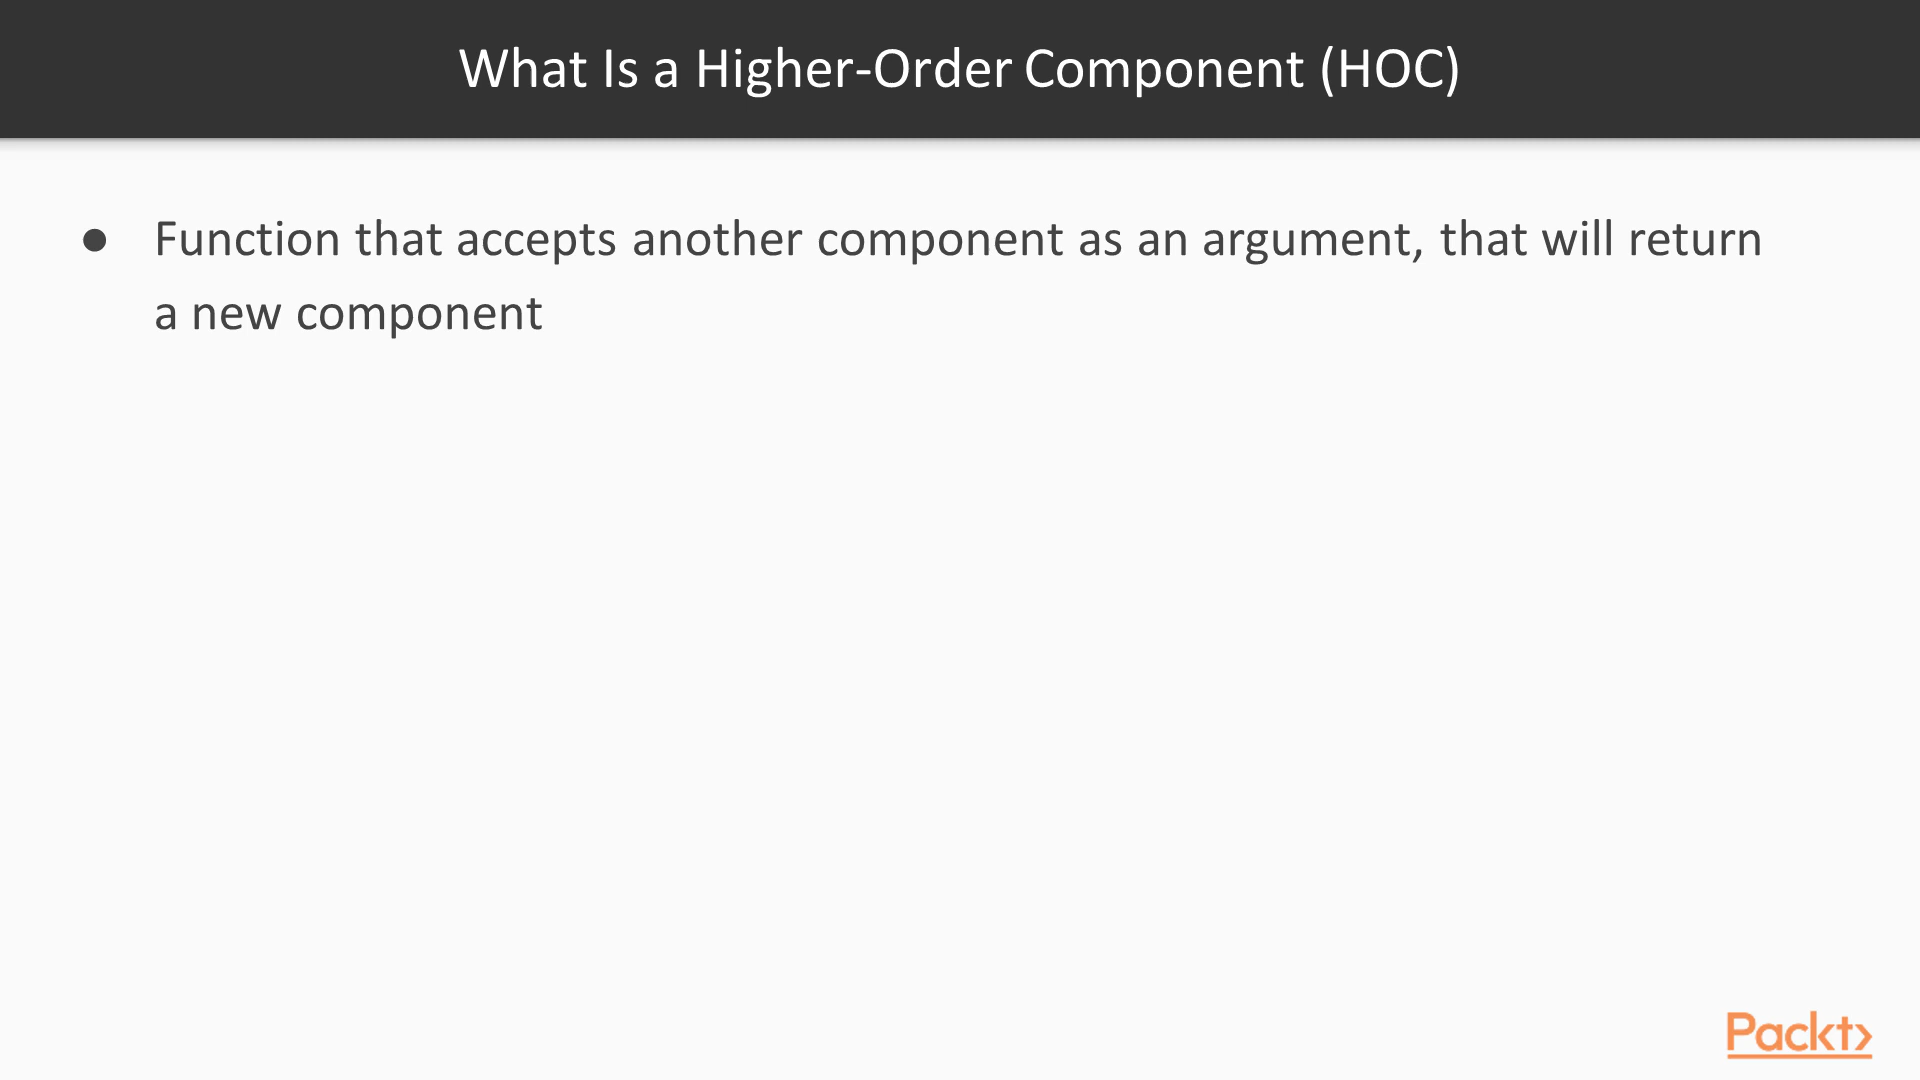 What Is a Higher-Order Component (HOC)
● Function that accepts another component as an argument, that will return
a new component
Packt>